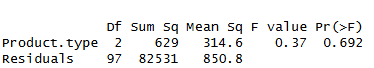 Df Sum Sq Mean Sq F value Pr(>F)
Product.type 2 629 314.6 0.37 0.692
Residuals 97 82531 850.8